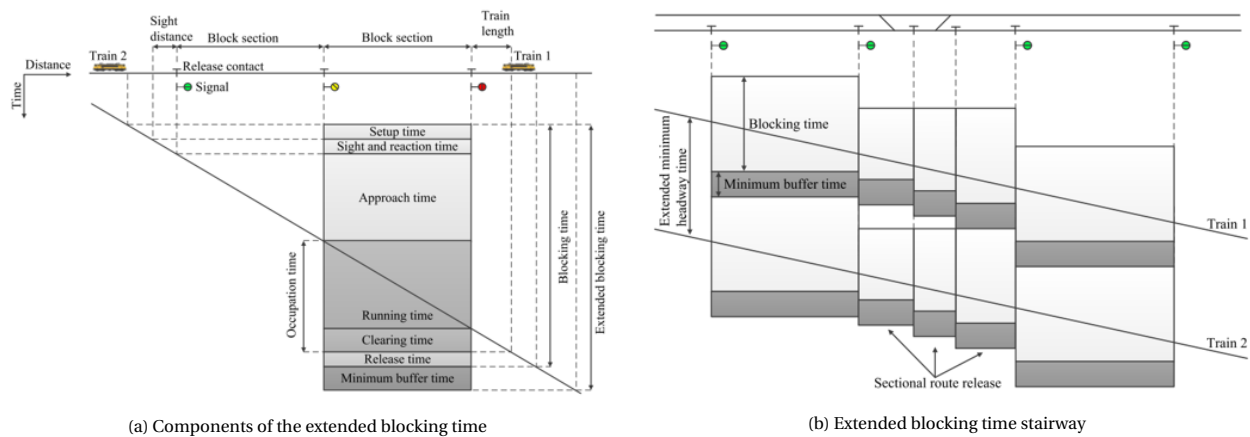 Sight
distance
Block section
Block section
Train
length
Train 2
Train 1
Distance
Release contact
Time
Signal
Setup time
Sight and reaction time
Approach time
Occupation time
Running time
Clearing time
Release time
Minimum buffer time
Blocking time
Extended blocking time
(a) Components of the extended blocking time
Blocking time
Extended minimum
headway time
Minimum buffer time
Train 1
Train 2
Sectional route release
(b) Extended blocking time stairway